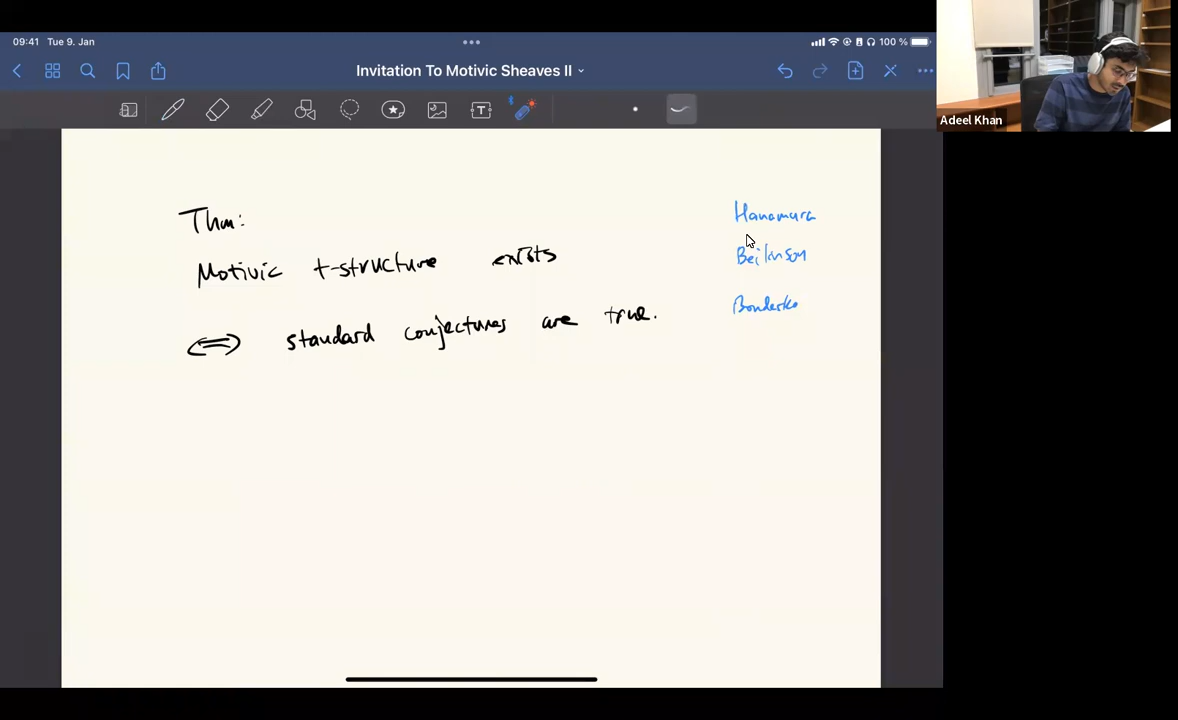 09:41 Tue 9. Jan
100 %
Invitation To Motivic Sheaves II
Adeel Khan
Thm:
Motivic t-structure exists
⟺ standard conjectures are true.
Hanamura
Beilinson
Bondarko